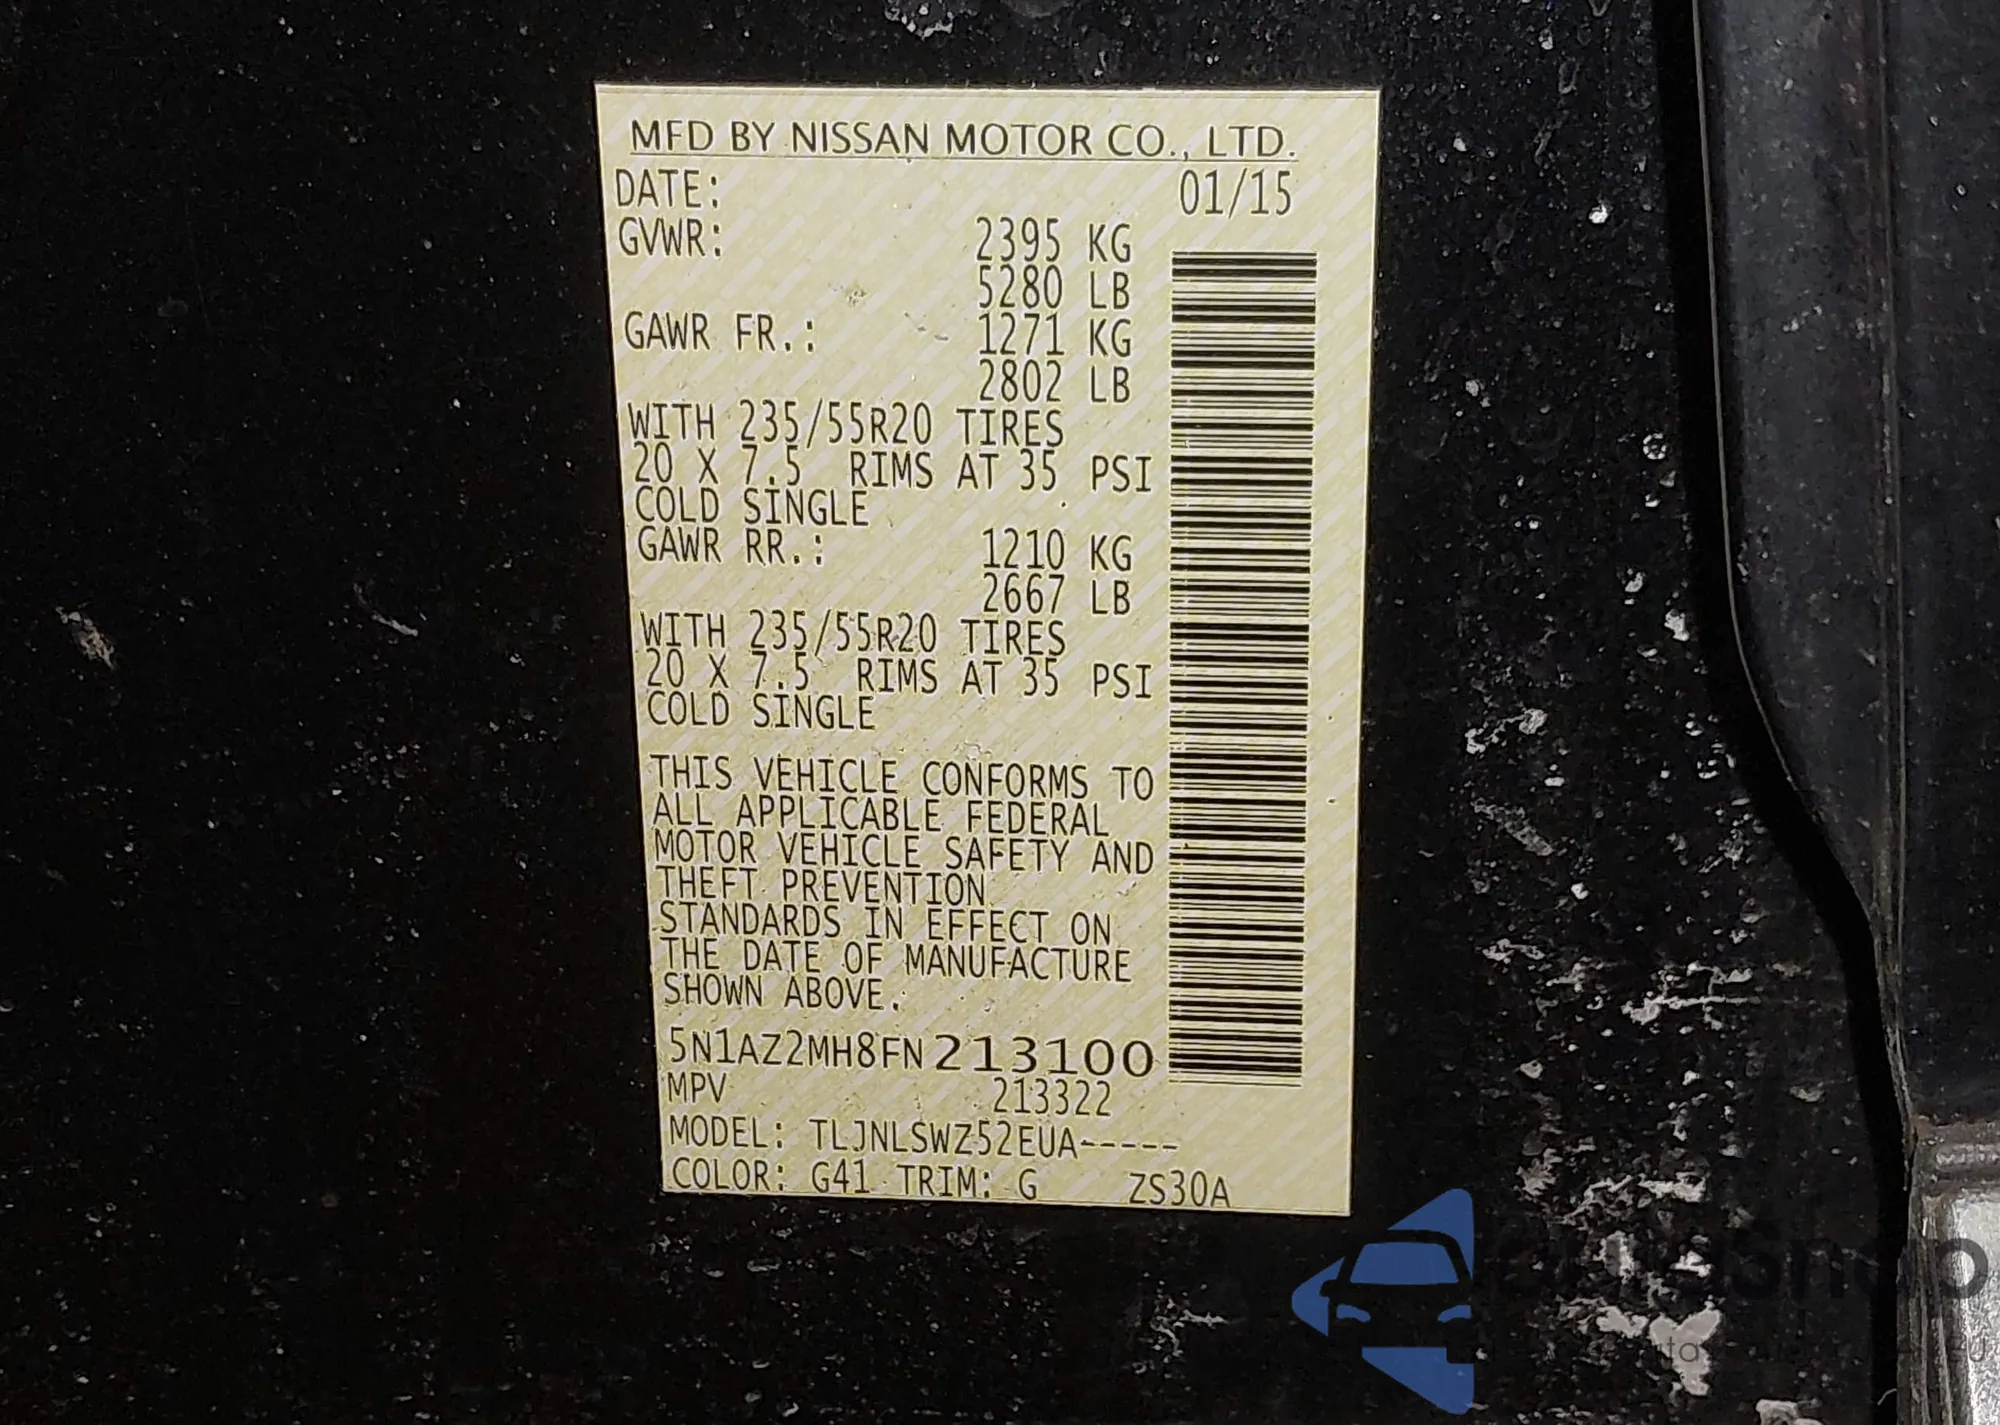 MFD BY NISSAN MOTOR CO., LTD.
DATE: 01/15
GVWR: 2395 KG
5280 LB
GAWR FR.: 1271 KG
2802 LB
WITH 235/55R20 TIRES
20 X 7.5 RIMS AT 35 PSI
COLD SINGLE
GAWR RR.: 1210 KG
2667 LB
WITH 235/55R20 TIRES
20 X 7.5 RIMS AT 35 PSI
COLD SINGLE
THIS VEHICLE CONFORMS TO
ALL APPLICABLE FEDERAL
MOTOR VEHICLE SAFETY AND
THEFT PREVENTION
STANDARDS IN EFFECT ON
THE DATE OF MANUFACTURE
SHOWN ABOVE.
5N1AZ2MH8FN213100
MPV 213322
MODEL: TLJNLSWZ52EUA-----
COLOR: G41 TRIM: G ZS30A